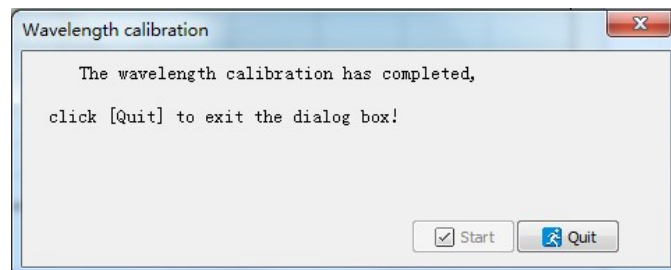 Wavelength calibration
The wavelength calibration has completed,
click [Quit] to exit the dialog box!
Start
Quit